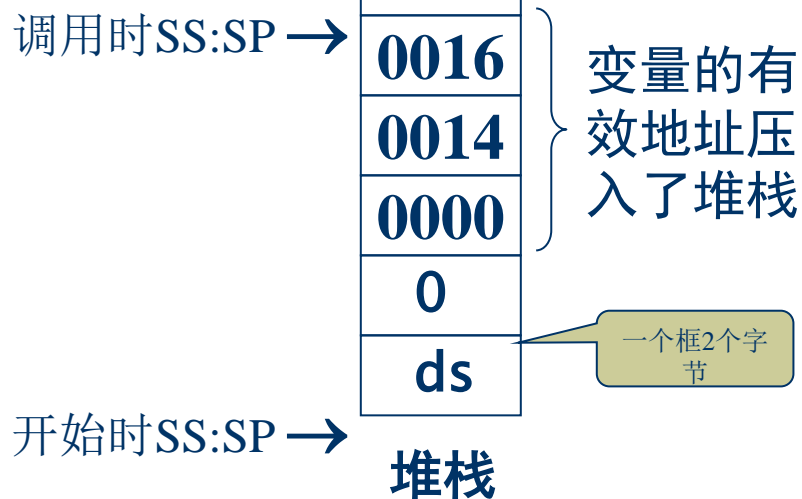 调用时SS:SP
0016
0014
0000
0
ds
变量的有
效地址压
入了堆栈
一个框2个字
节
开始时SS:SP
堆栈